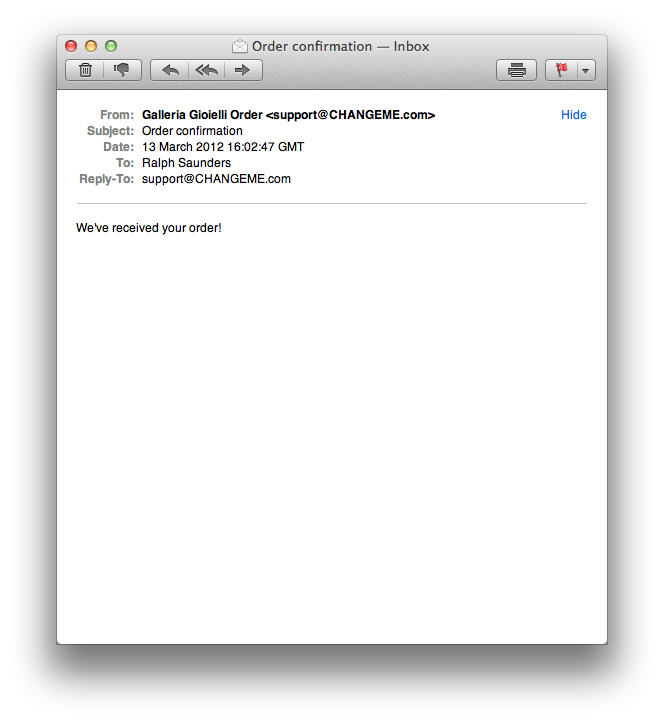 Order confirmation — Inbox
From: Galleria Gioielli Order <support@CHANGEME.com> Hide
Subject: Order confirmation
Date: 13 March 2012 16:02:47 GMT
To: Ralph Saunders
Reply-To: support@CHANGEME.com
We've received your order!